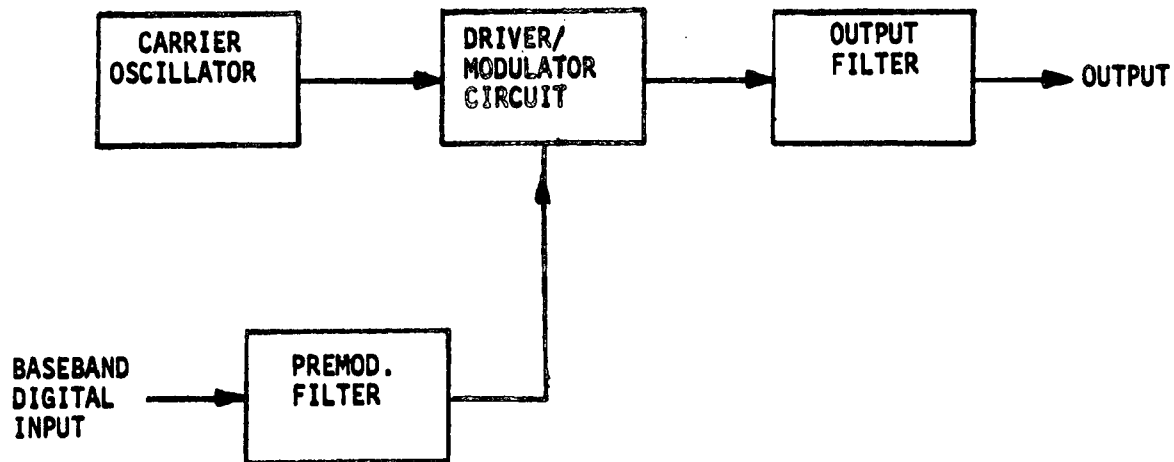 CARRIER
OSCILLATOR
DRIVER/
MODULATOR
CIRCUIT
OUTPUT
FILTER
OUTPUT
BASEBAND
DIGITAL
INPUT
PREMOD.
FILTER